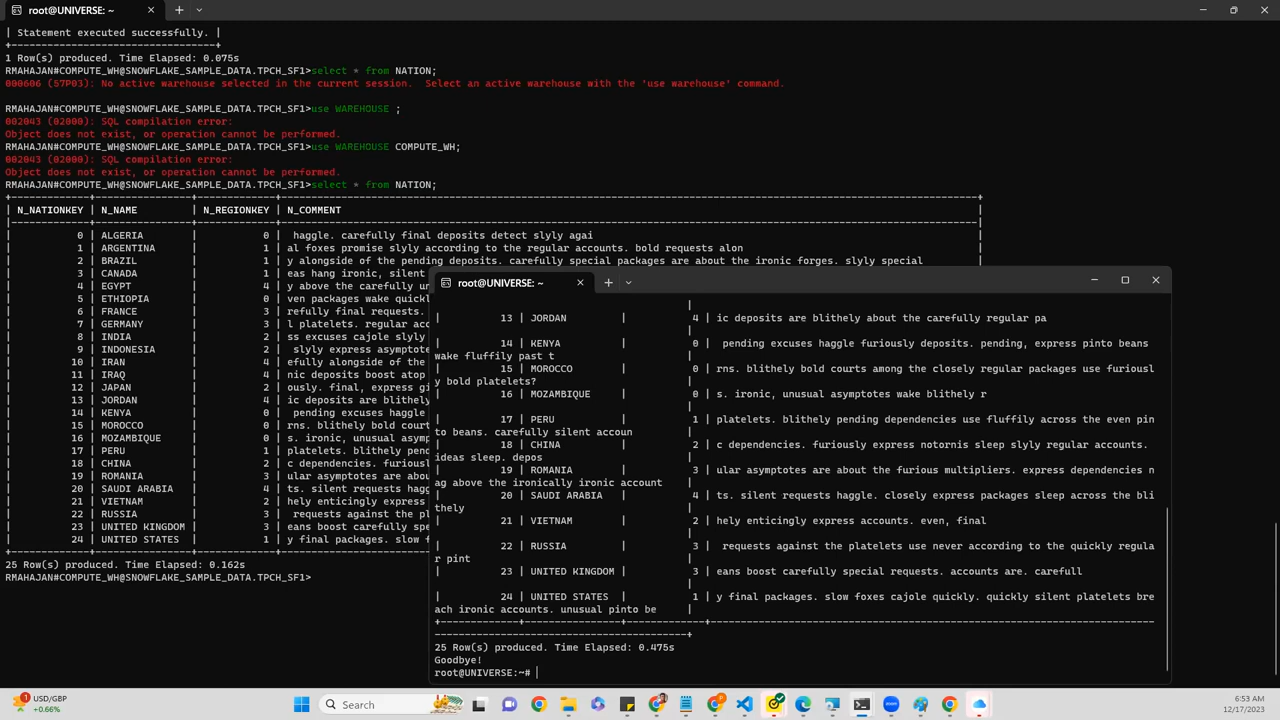 root@UNIVERSE: ~
| Statement executed successfully. |
+----------------------------------+
1 Row(s) produced. Time Elapsed: 0.075s
RMAHAJAN#COMPUTE_WH@SNOWFLAKE_SAMPLE_DATA.TPCH_SF1>select * from NATION;
000606 (57P03): No active warehouse selected in the current session.  Select an active warehouse with the 'use warehouse' command.
RMAHAJAN#COMPUTE_WH@SNOWFLAKE_SAMPLE_DATA.TPCH_SF1>use WAREHOUSE ;
002043 (02000): SQL compilation error:
Object does not exist, or operation cannot be performed.
RMAHAJAN#COMPUTE_WH@SNOWFLAKE_SAMPLE_DATA.TPCH_SF1>use WAREHOUSE COMPUTE_WH;
002043 (02000): SQL compilation error:
Object does not exist, or operation cannot be performed.
RMAHAJAN#COMPUTE_WH@SNOWFLAKE_SAMPLE_DATA.TPCH_SF1>select * from NATION;
| N_NATIONKEY | N_NAME | N_REGIONKEY | N_COMMENT |
| 0 | ALGERIA | 0 | haggle. carefully final deposits detect slyly agai
| 1 | ARGENTINA | 1 | al foxes promise slyly according to the regular accounts. bold requests alon
| 2 | BRAZIL | 1 | y alongside of the pending deposits. carefully special packages are about the ironic forges. slyly special
| 3 | CANADA | 1 | eas hang ironic, silent
| 4 | EGYPT | 4 | y above the carefully un
| 5 | ETHIOPIA | 0 | ven packages wake quickl
| 6 | FRANCE | 3 | refully final requests.
| 7 | GERMANY | 3 | l platelets. regular acc
| 8 | INDIA | 2 | ss excuses cajole slyly
| 9 | INDONESIA | 2 | slyly express asymptote
| 10 | IRAN | 4 | efully alongside of the
| 11 | IRAQ | 4 | nic deposits boost atop
| 12 | JAPAN | 2 | ously. final, express gi
| 13 | JORDAN | 4 | ic deposits are blithely
| 14 | KENYA | 0 | pending excuses haggle
| 15 | MOROCCO | 0 | rns. blithely bold court
| 16 | MOZAMBIQUE | 0 | s. ironic, unusual asymp
| 17 | PERU | 1 | platelets. blithely pend
| 18 | CHINA | 2 | c dependencies. furiousl
| 19 | ROMANIA | 3 | ular asymptotes are abou
| 20 | SAUDI ARABIA | 4 | ts. silent requests hagg
| 21 | VIETNAM | 2 | hely enticingly express
| 22 | RUSSIA | 3 | requests against the pl
| 23 | UNITED KINGDOM | 3 | eans boost carefully spe
| 24 | UNITED STATES | 1 | y final packages. slow f
25 Row(s) produced. Time Elapsed: 0.162s
RMAHAJAN#COMPUTE_WH@SNOWFLAKE_SAMPLE_DATA.TPCH_SF1>
root@UNIVERSE: ~
| 13 | JORDAN | 4 | ic deposits are blithely about the carefully regular pa
| 14 | KENYA | 0 | pending excuses haggle furiously deposits. pending, express pinto beans
wake fluffily past t |
| 15 | MOROCCO | 0 | rns. blithely bold courts among the closely regular packages use furiousl
y bold platelets? |
| 16 | MOZAMBIQUE | 0 | s. ironic, unusual asymptotes wake blithely r
| 17 | PERU | 1 | platelets. blithely pending dependencies use fluffily across the even pin
to beans. carefully silent accoun |
| 18 | CHINA | 2 | c dependencies. furiously express notornis sleep slyly regular accounts.
ideas sleep. depos |
| 19 | ROMANIA | 3 | ular asymptotes are about the furious multipliers. express dependencies n
ag above the ironically ironic account |
| 20 | SAUDI ARABIA | 4 | ts. silent requests haggle. closely express packages sleep across the bli
thely |
| 21 | VIETNAM | 2 | hely enticingly express accounts. even, final
| 22 | RUSSIA | 3 | requests against the platelets use never according to the quickly regula
r pint |
| 23 | UNITED KINGDOM | 3 | eans boost carefully special requests. accounts are. carefull
| 24 | UNITED STATES | 1 | y final packages. slow foxes cajole quickly. quickly silent platelets bre
ach ironic accounts. unusual pinto be |
25 Row(s) produced. Time Elapsed: 0.475s
Goodbye!
root@UNIVERSE:~#
1
USD/GBP
+0.66%
Search
6:53 AM
12/17/2023